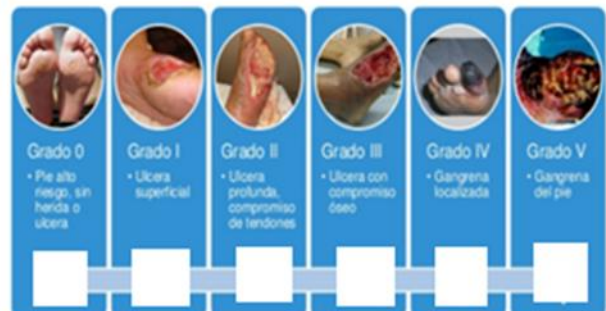 Grado 0
• Pie alto
riesgo, sin
herida o
ulcera
Grado I
• Ulcera
superficial
Grado II
• Ulcera
profunda,
compromiso
de tendones
Grado III
• Ulcera con
compromiso
óseo
Grado IV
• Gangrena
localizada
Grado V
• Gangrena
del pie